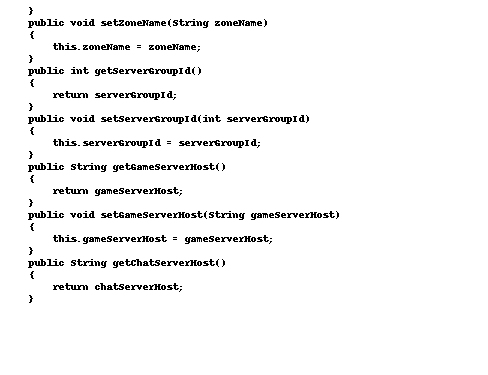 }
public void setZoneName(String zoneName)
{
this.zoneName = zoneName;
}
public int getServerGroupId()
{
return serverGroupId;
}
public void setServerGroupId(int serverGroupId)
{
this.serverGroupId = serverGroupId;
}
public String getGameServerHost()
{
return gameServerHost;
}
public void setGameServerHost(String gameServerHost)
{
this.gameServerHost = gameServerHost;
}
public String getChatServerHost()
{
return chatServerHost;
}